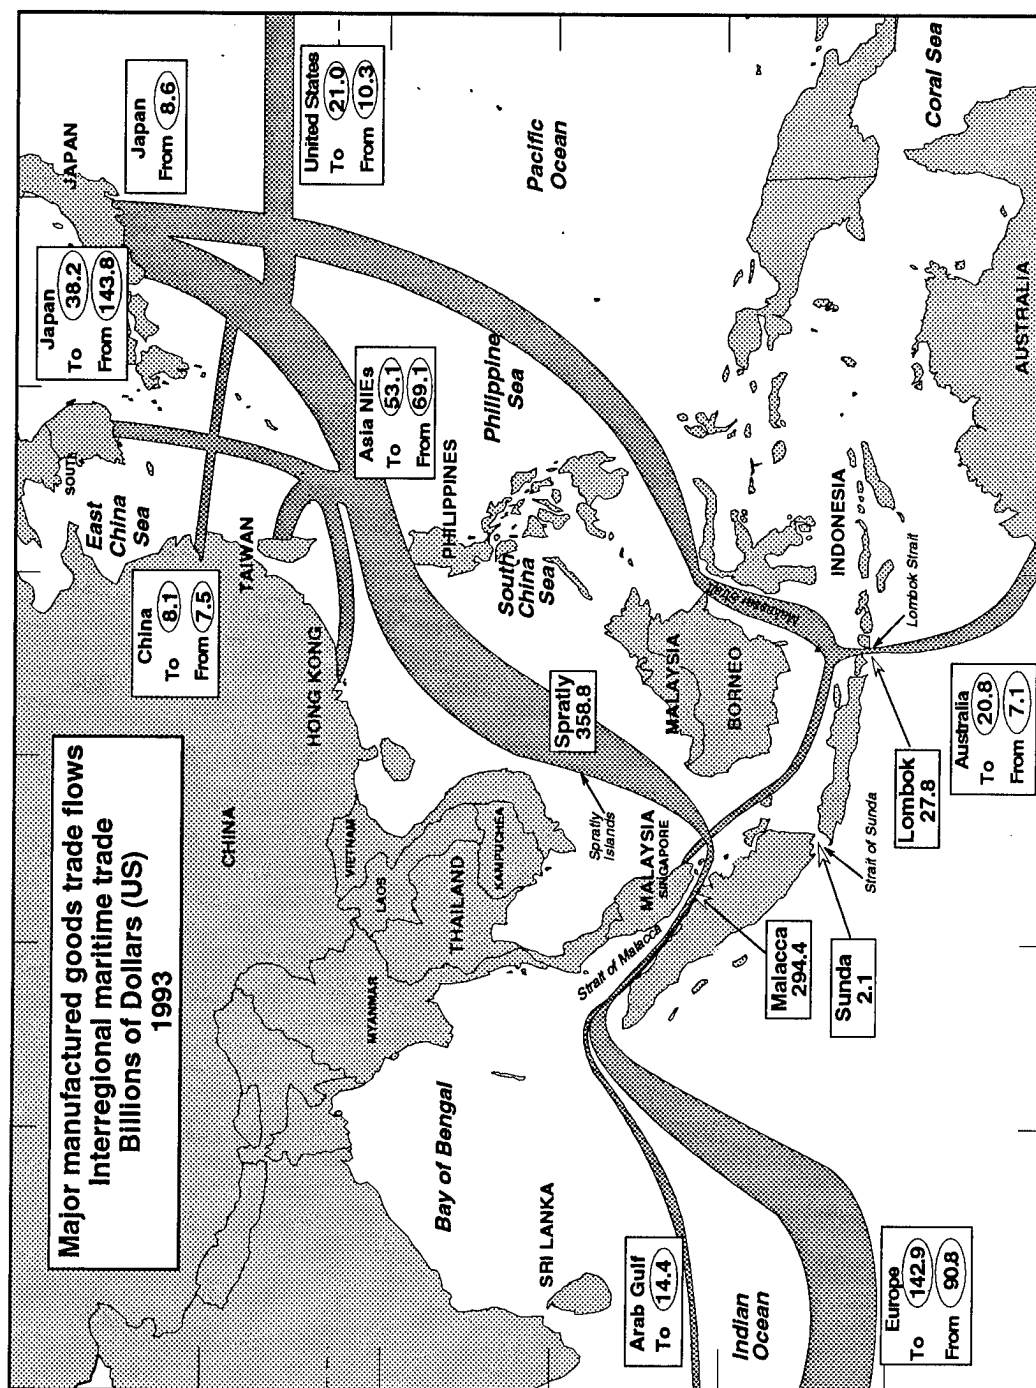 Major manufactured goods trade flows
Interregional maritime trade
Billions of Dollars (US)
1993
JAPAN
Japan
From 8.6
Japan
To 38.2
From 143.8
United States
To 21.0
From 10.3
SOUTH
East
China
Sea
Asia NIEs
To 53.1
From 69.1
Pacific
Ocean
Coral Sea
China
To 8.1
From 7.5
TAIWAN
PHILIPPINES
Philippine
Sea
South
China
Sea
CHINA
HONG KONG
Spratly
358.8
Spratly
Islands
MALAYSIA
BORNEO
Makassar Strait
INDONESIA
Lombok Strait
AUSTRALIA
VIETNAM
LAOS
THAILAND
KAMPUCHEA
MYANMAR
MALAYSIA
SINGAPORE
Strait of Malacca
Malacca
294.4
Sunda
2.1
Strait of Sunda
Lombok
27.8
Australia
To 20.8
From 7.1
Bay of Bengal
SRI LANKA
Arab Gulf
To 14.4
Indian
Ocean
Europe
To 142.9
From 90.8